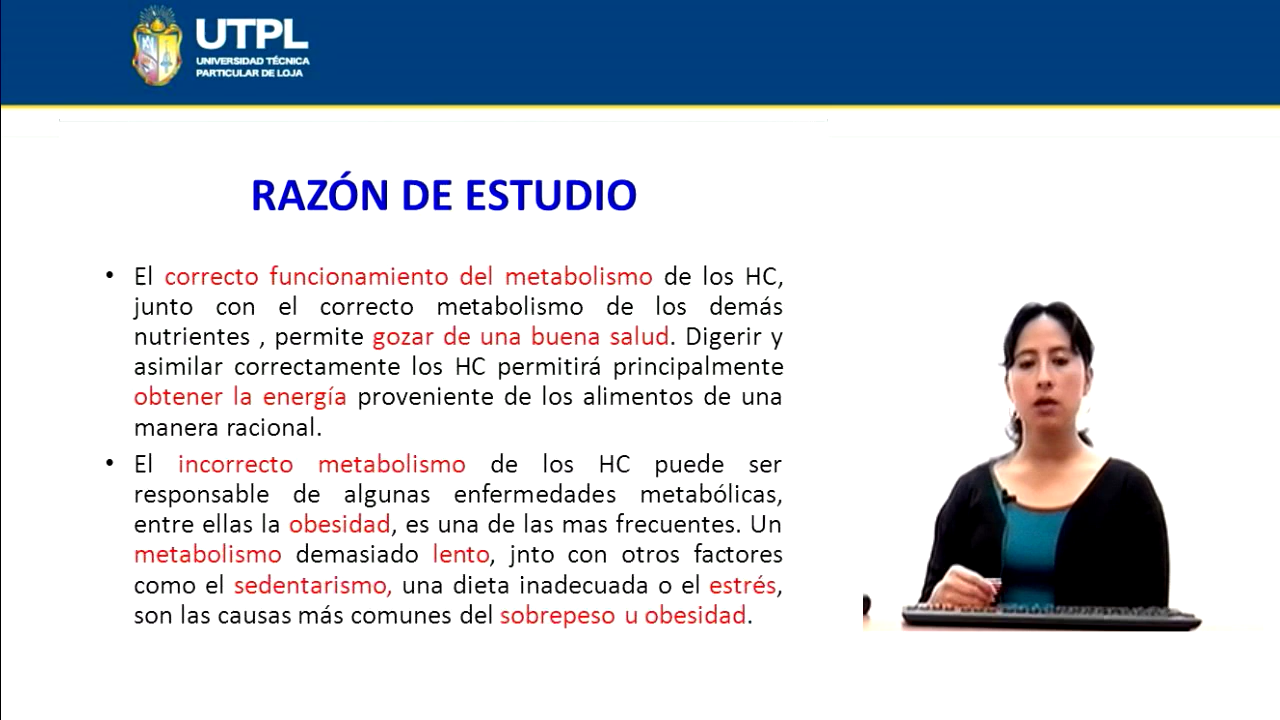 UTPL
UNIVERSIDAD TÉCNICA
PARTICULAR DE LOJA
RAZÓN DE ESTUDIO
• El correcto funcionamiento del metabolismo de los HC,
junto con el correcto metabolismo de los demás
nutrientes , permite gozar de una buena salud. Digerir y
asimilar correctamente los HC permitirá principalmente
obtener la energía proveniente de los alimentos de una
manera racional.
• El incorrecto metabolismo de los HC puede ser
responsable de algunas enfermedades metabólicas,
entre ellas la obesidad, es una de las mas frecuentes. Un
metabolismo demasiado lento, jnto con otros factores
como el sedentarismo, una dieta inadecuada o el estrés,
son las causas más comunes del sobrepeso u obesidad.